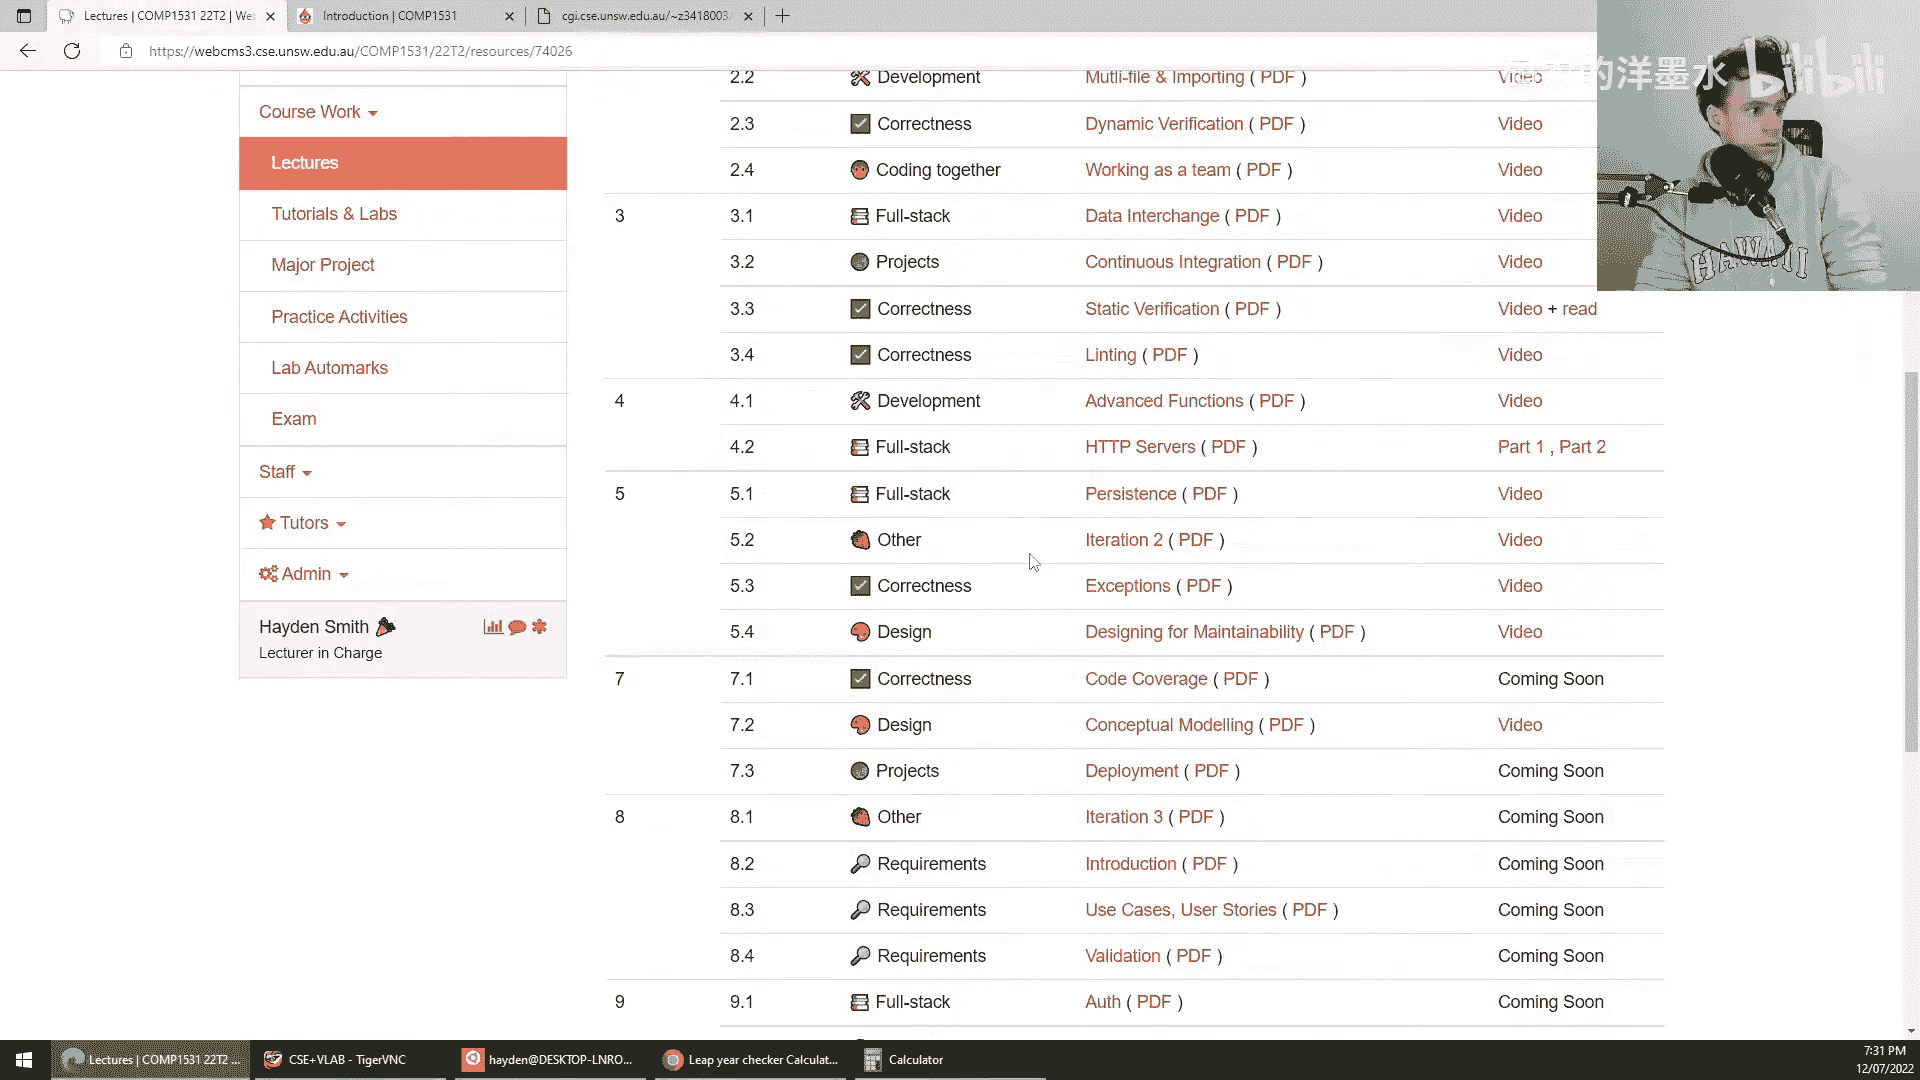 Lectures | COMP1531 22T2 | We
Introduction | COMP1531
cgi.cse.unsw.edu.au/~z3418003
https://webcms3.cse.unsw.edu.au/COMP1531/22T2/resources/74026
的洋墨水 bilibili
Course Work
Lectures
Tutorials & Labs
Major Project
Practice Activities
Lab Automarks
Exam
Staff
Tutors
Admin
Hayden Smith
Lecturer in Charge
2.2 Development Mutli-file & Importing ( PDF ) Video
2.3 Correctness Dynamic Verification ( PDF ) Video
2.4 Coding together Working as a team ( PDF ) Video
3 3.1 Full-stack Data Interchange ( PDF ) Video
3.2 Projects Continuous Integration ( PDF ) Video
3.3 Correctness Static Verification ( PDF ) Video + read
3.4 Correctness Linting ( PDF ) Video
4 4.1 Development Advanced Functions ( PDF ) Video
4.2 Full-stack HTTP Servers ( PDF ) Part 1 , Part 2
5 5.1 Full-stack Persistence ( PDF ) Video
5.2 Other Iteration 2 ( PDF ) Video
5.3 Correctness Exceptions ( PDF ) Video
5.4 Design Designing for Maintainability ( PDF ) Video
7 7.1 Correctness Code Coverage ( PDF ) Coming Soon
7.2 Design Conceptual Modelling ( PDF ) Video
7.3 Projects Deployment ( PDF ) Coming Soon
8 8.1 Other Iteration 3 ( PDF ) Coming Soon
8.2 Requirements Introduction ( PDF ) Coming Soon
8.3 Requirements Use Cases, User Stories ( PDF ) Coming Soon
8.4 Requirements Validation ( PDF ) Coming Soon
9 9.1 Full-stack Auth ( PDF ) Coming Soon
HAWAII
Lectures | COMP1531 22T2 ...
CSE+VLAB - TigerVNC
hayden@DESKTOP-LNRO...
Leap year checker Calculat...
Calculator
7:31 PM
12/07/2022